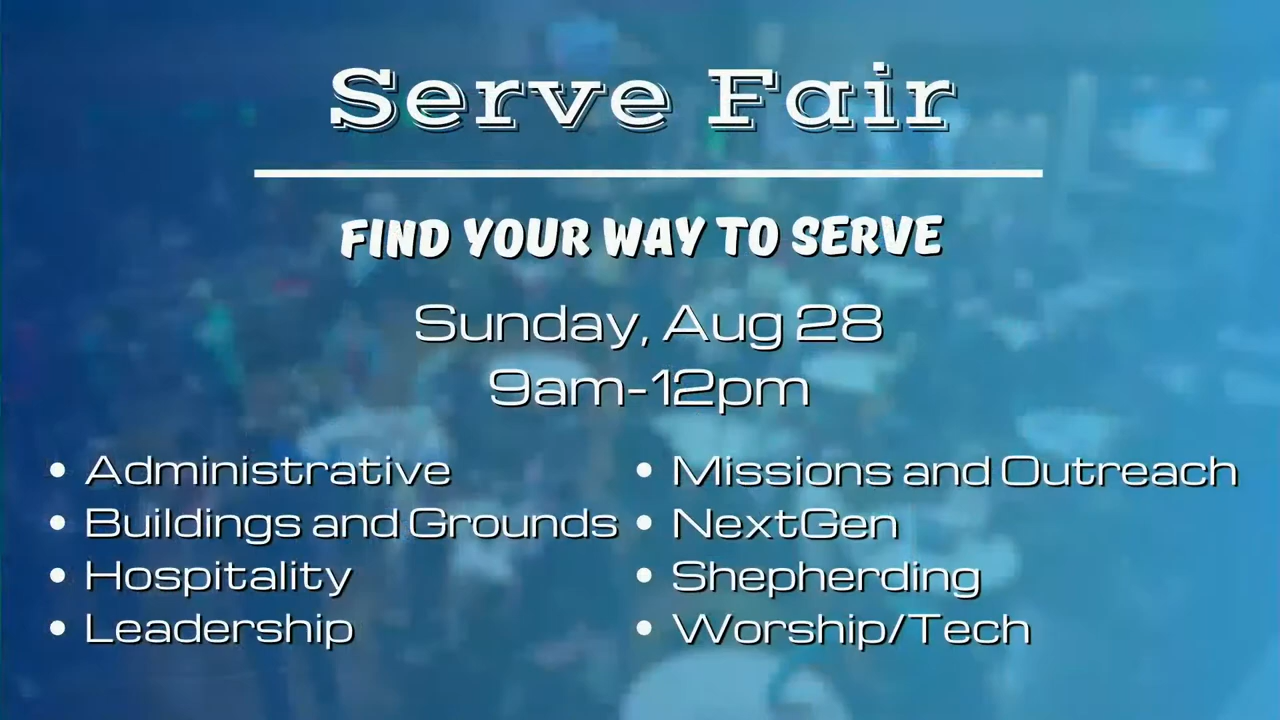 Serve Fair
FIND YOUR WAY TO SERVE
Sunday, Aug 28
9am-12pm
• Administrative
• Buildings and Grounds
• Hospitality
• Leadership
• Missions and Outreach
• NextGen
• Shepherding
• Worship/Tech